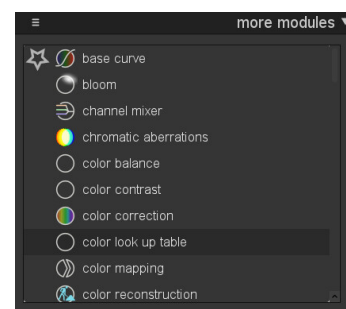 more modules
base curve
bloom
channel mixer
chromatic aberrations
color balance
color contrast
color correction
color look up table
color mapping
color reconstruction